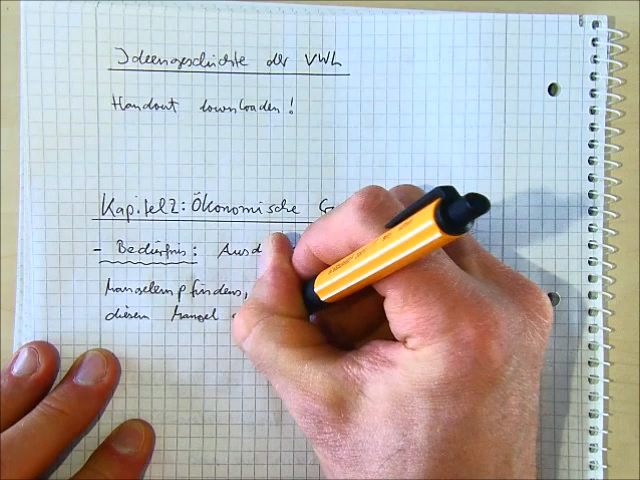 Ideengeschichte der VWL
Handout downloaden!
Kapitel 2: Ökonomische
- Bedürfnis: Ausd
Mangelempfindens,
diesen Mangel